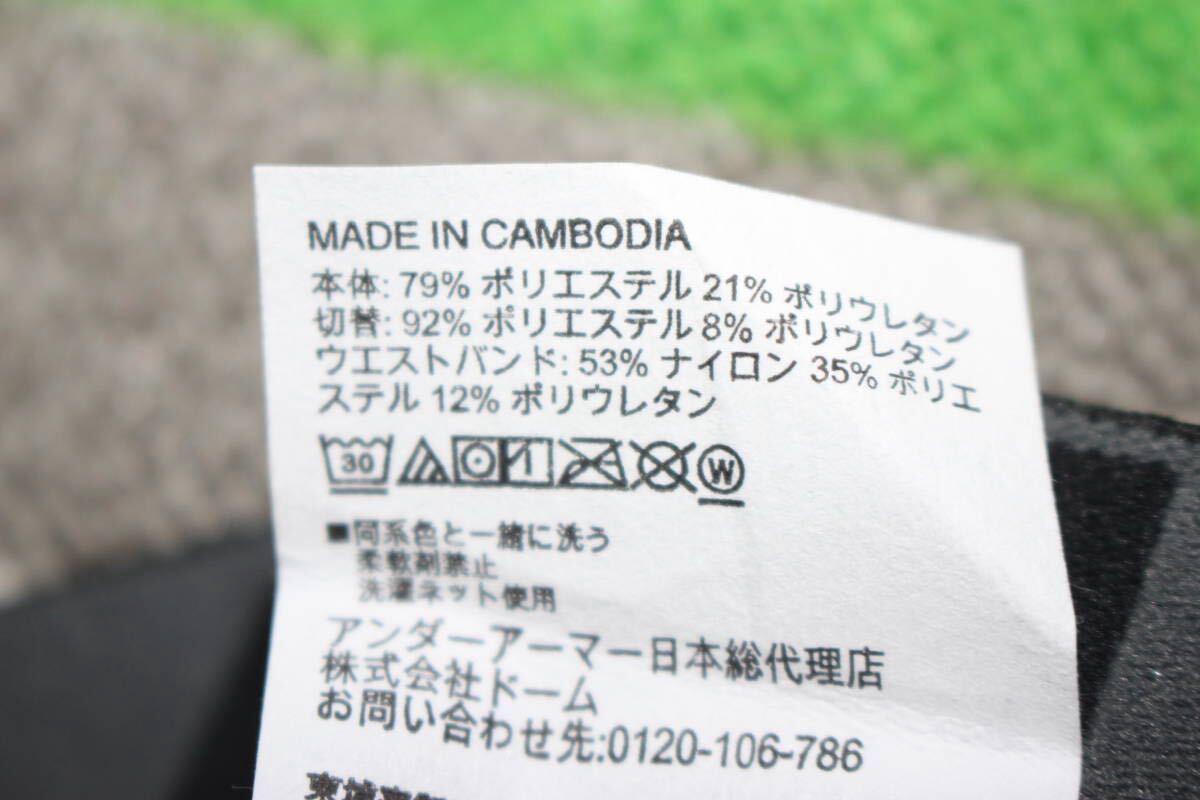 MADE IN CAMBODIA
本体: 79% ポリエステル 21% ポリウレタン
切替: 92% ポリエステル 8% ポリウレタン
ウエストバンド: 53% ナイロン 35% ポリエ
ステル 12% ポリウレタン
30 W
■同系色と一緒に洗う
柔軟剤禁止
洗濯ネット使用
アンダーアーマー日本総代理店
株式会社ドーム
お問い合わせ先:0120-106-786